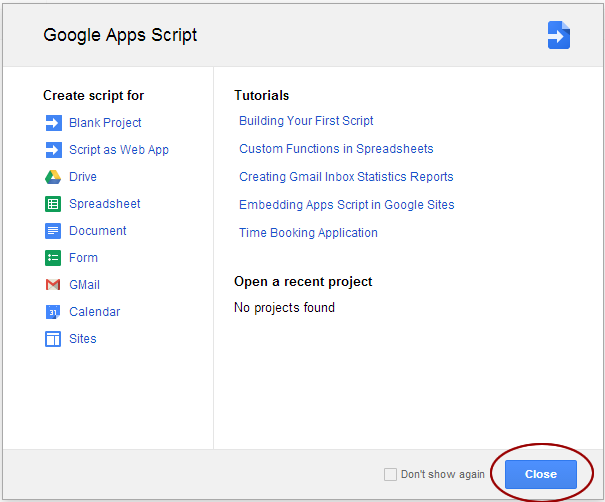 Google Apps Script
Create script for
Blank Project
Script as Web App
Drive
Spreadsheet
Document
Form
GMail
31
Calendar
Sites
Tutorials
Building Your First Script
Custom Functions in Spreadsheets
Creating Gmail Inbox Statistics Reports
Embedding Apps Script in Google Sites
Time Booking Application
Open a recent project
No projects found
Don't show again
Close